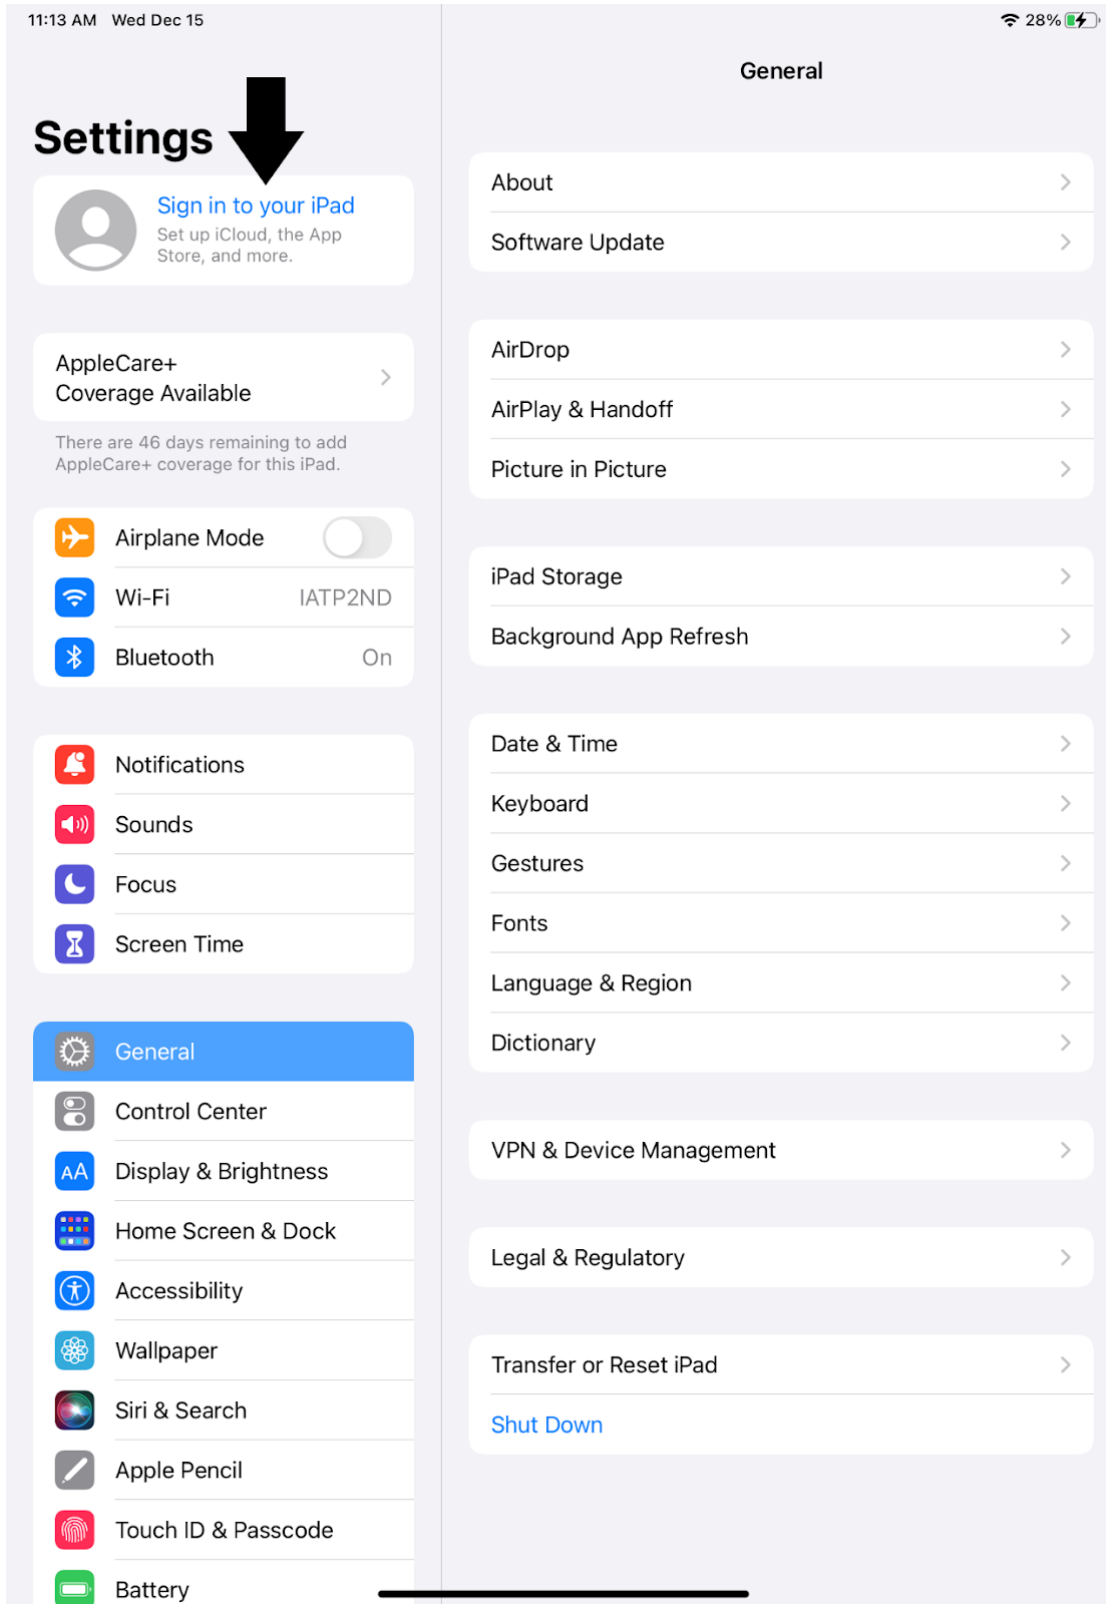 11:13 AM Wed Dec 15
28%
Settings
Sign in to your iPad
Set up iCloud, the App
Store, and more.
AppleCare+
Coverage Available
There are 46 days remaining to add
AppleCare+ coverage for this iPad.
Airplane Mode
Wi-Fi IATP2ND
Bluetooth On
Notifications
Sounds
Focus
Screen Time
General
Control Center
AA Display & Brightness
Home Screen & Dock
Accessibility
Wallpaper
Siri & Search
Apple Pencil
Touch ID & Passcode
Battery
General
About
Software Update
AirDrop
AirPlay & Handoff
Picture in Picture
iPad Storage
Background App Refresh
Date & Time
Keyboard
Gestures
Fonts
Language & Region
Dictionary
VPN & Device Management
Legal & Regulatory
Transfer or Reset iPad
Shut Down